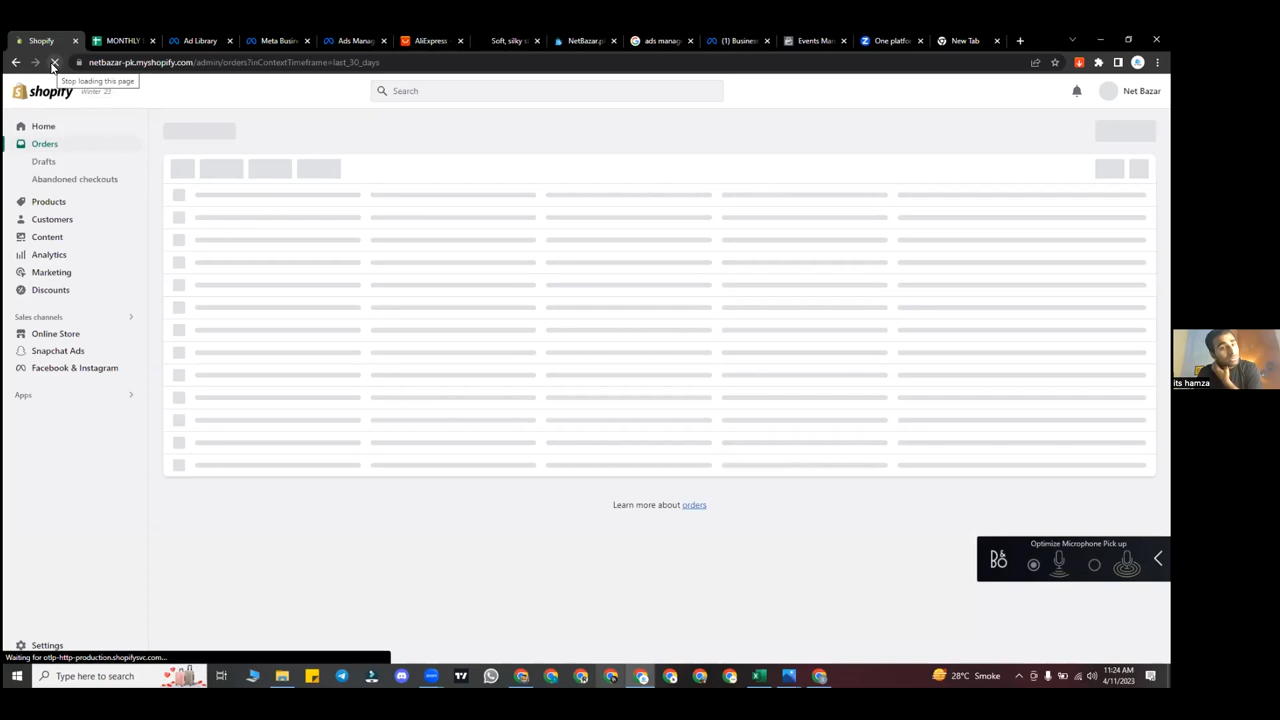 Shopify
MONTHLY
Ad Library
Meta Busin
Ads Manag
AliExpress
Soft, silky s
NetBazar.p
ads manag
(1) Business
Events Man
One platfo
New Tab
netbazar-pk.myshopify.com/admin/orders?inContextTimeframe=last_30_days
Stop loading this page
shopify
Winter '23
Search
Net Bazar
Home
Orders
Drafts
Abandoned checkouts
Products
Customers
Content
Analytics
Marketing
Discounts
Sales channels
Online Store
Snapchat Ads
Facebook & Instagram
Apps
its hamza
Learn more about orders
Optimize Microphone Pick up
B&O
Settings
Waiting for otlp-http-production.shopifysvc.com...
Type here to search
28°C Smoke
11:24 AM
4/11/2023